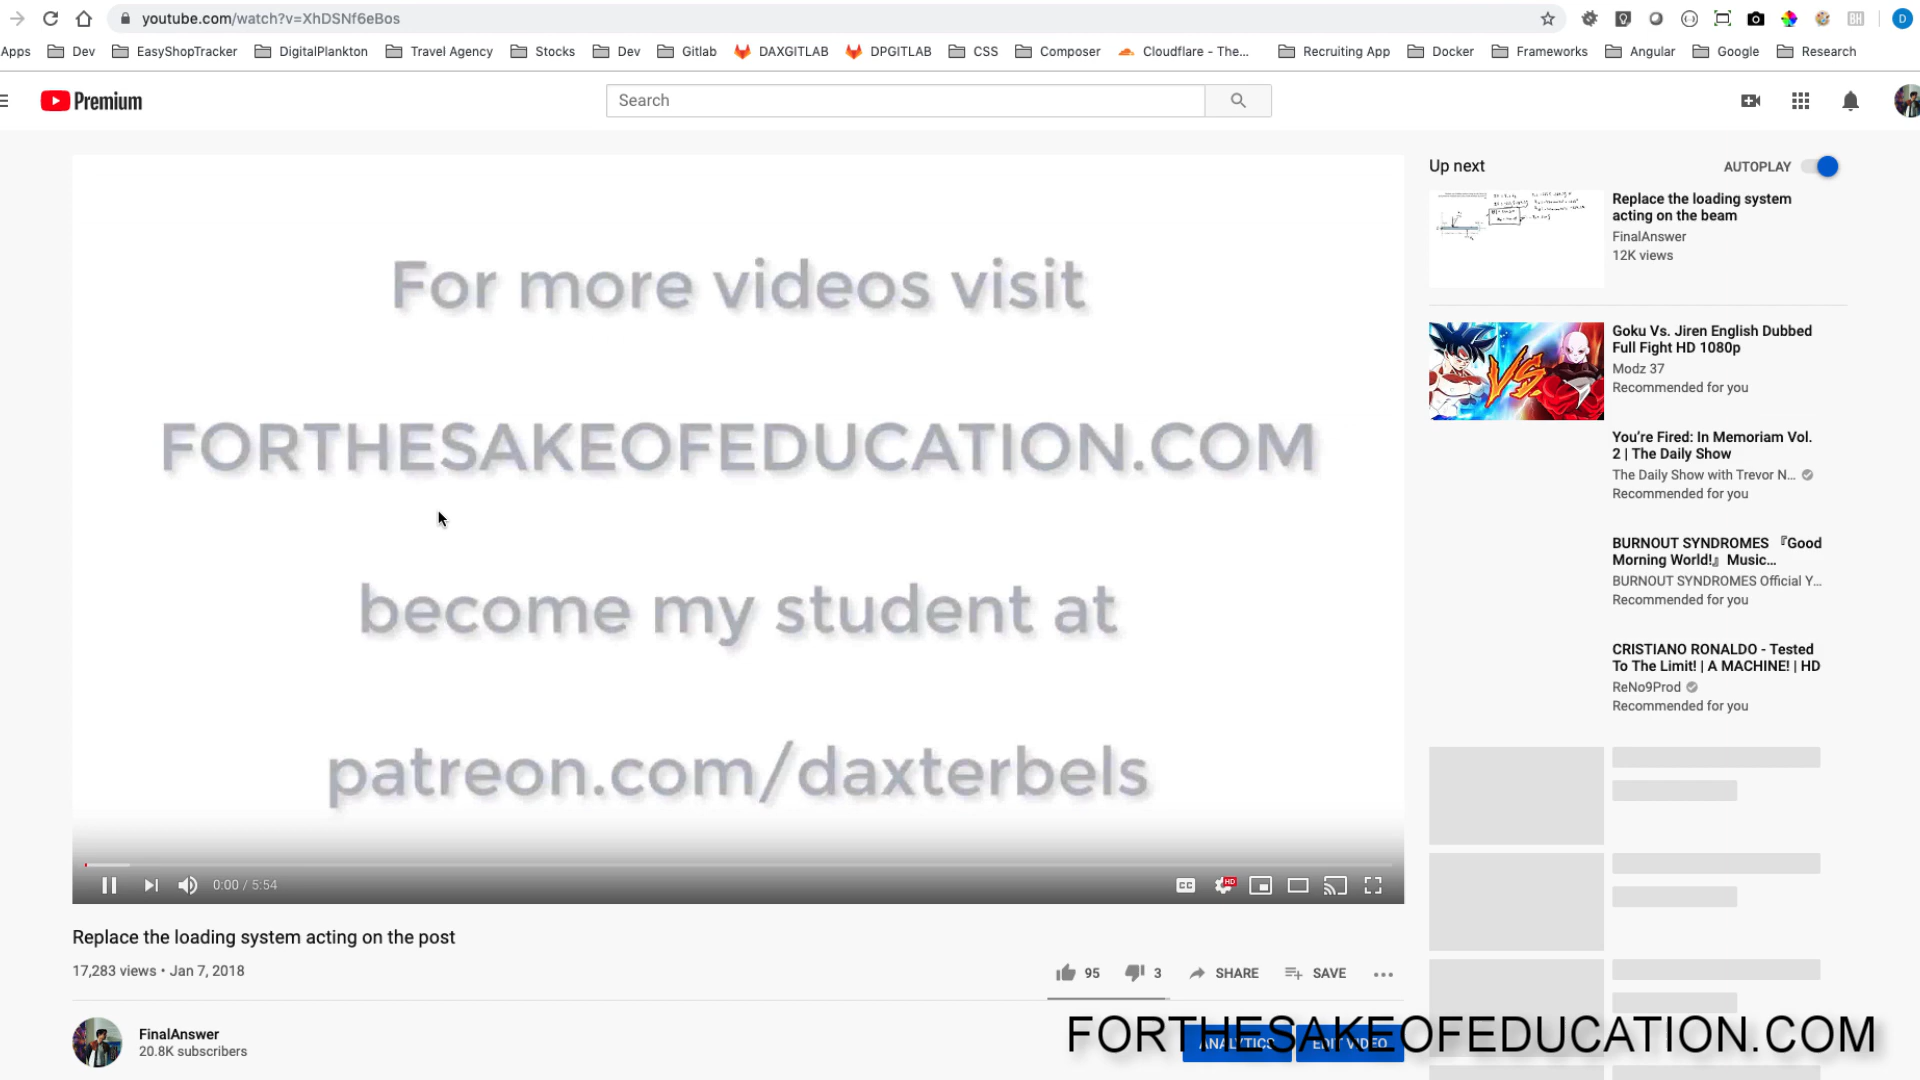 youtube.com/watch?v=XhDSNf6eBos
Apps Dev EasyShopTracker DigitalPlankton Travel Agency Stocks Dev Gitlab DAXGITLAB DPGITLAB CSS Composer Cloudflare - The... Recruiting App Docker Frameworks Angular Google Research
Premium
Search
For more videos visit
FORTHESAKEOFEDUCATION.COM
become my student at
patreon.com/daxterbels
CC
HD
0:00 / 5:54
Replace the loading system acting on the post
17,283 views • Jan 7, 2018
95 3 SHARE SAVE
FinalAnswer
20.8K subscribers
ANALYTICS EDIT VIDEO
Up next AUTOPLAY
Replace the loading system
acting on the beam
FinalAnswer
12K views
VS.
Goku Vs. Jiren English Dubbed
Full Fight HD 1080p
Modz 37
Recommended for you
You're Fired: In Memoriam Vol.
2 | The Daily Show
The Daily Show with Trevor N...
Recommended for you
BURNOUT SYNDROMES 『Good
Morning World!』 Music...
BURNOUT SYNDROMES Official Y...
Recommended for you
CRISTIANO RONALDO - Tested
To The Limit! | A MACHINE! | HD
ReNo9Prod
Recommended for you
FORTHESAKEOFEDUCATION.COM